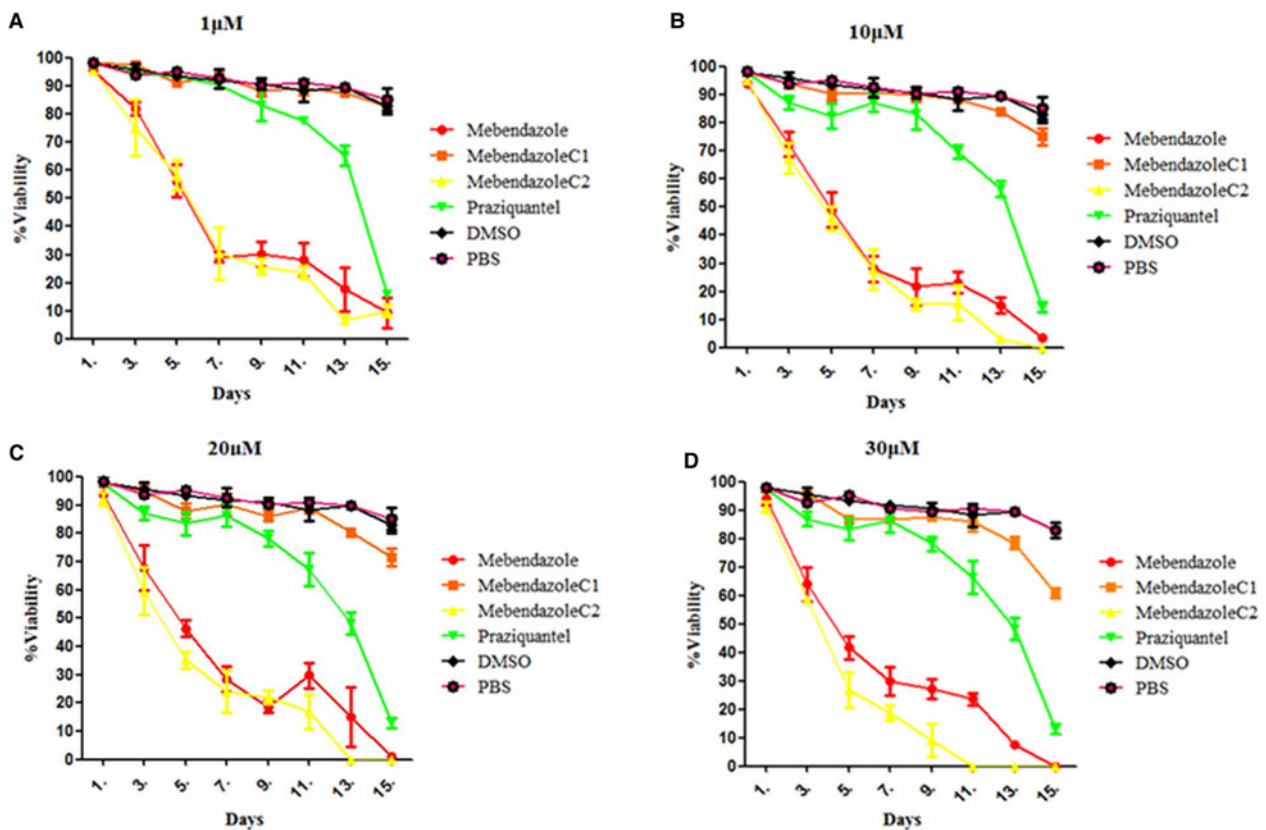 A
1µM
%Viability
100
90
80
70
60
50
40
30
20
10
0
1.
3.
5.
7.
9.
11.
13.
15.
Days
Mebendazole
MebendazoleC1
MebendazoleC2
Praziquantel
DMSO
PBS
B
10µM
%Viability
100
90
80
70
60
50
40
30
20
10
0
1.
3.
5.
7.
9.
11.
13.
15.
Days
Mebendazole
MebendazoleC1
MebendazoleC2
Praziquantel
DMSO
PBS
C
20µM
%Viability
100
90
80
70
60
50
40
30
20
10
0
1.
3.
5.
7.
9.
11.
13.
15.
Days
Mebendazole
MebendazoleC1
MebendazoleC2
Praziquantel
DMSO
PBS
D
30µM
%Viability
100
90
80
70
60
50
40
30
20
10
0
1.
3.
5.
7.
9.
11.
13.
15.
Days
Mebendazole
MebendazoleC1
MebendazoleC2
Praziquantel
DMSO
PBS